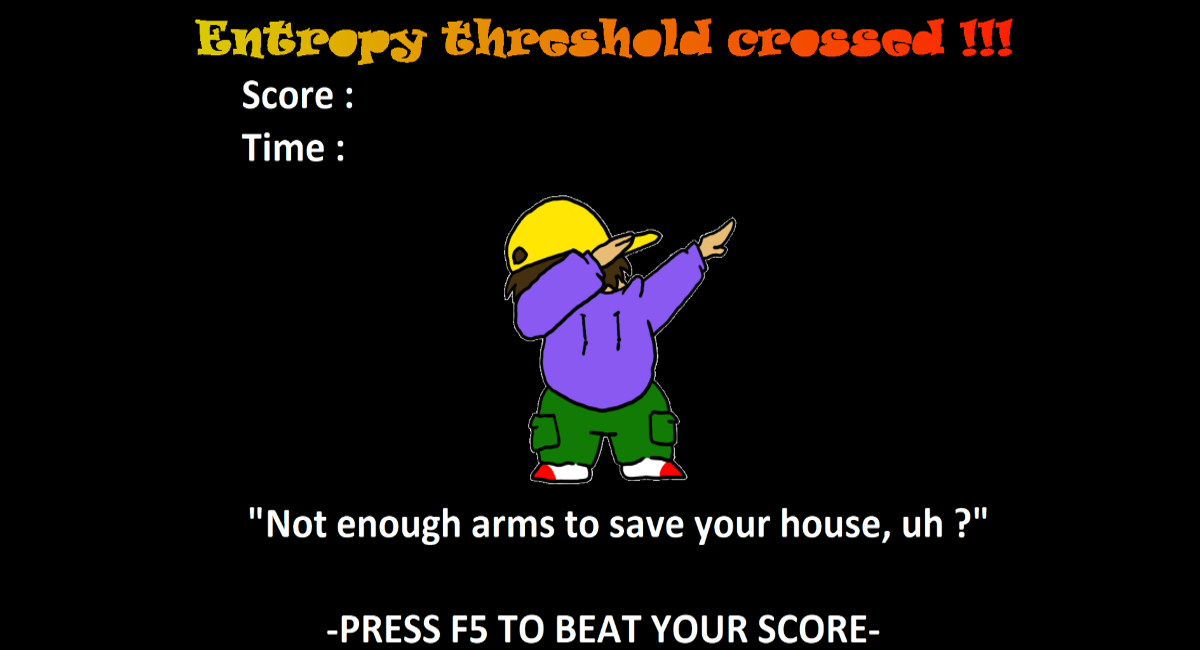 Entropy threshold crossed !!!
Score :
Time :
"Not enough arms to save your house, uh ?"
-PRESS F5 TO BEAT YOUR SCORE-